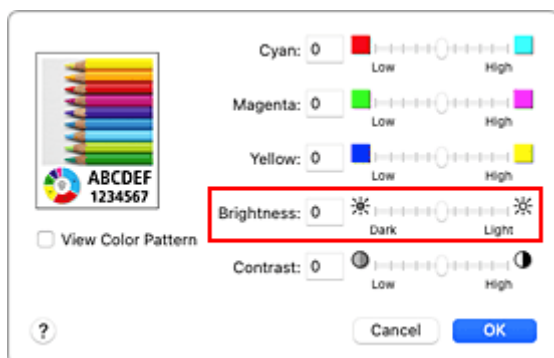 Cyan: 0
Low High
Magenta: 0
Low High
Yellow: 0
Low High
ABCDEF
1234567
Brightness: 0
Dark Light
View Color Pattern
Contrast: 0
Low High
? Cancel OK